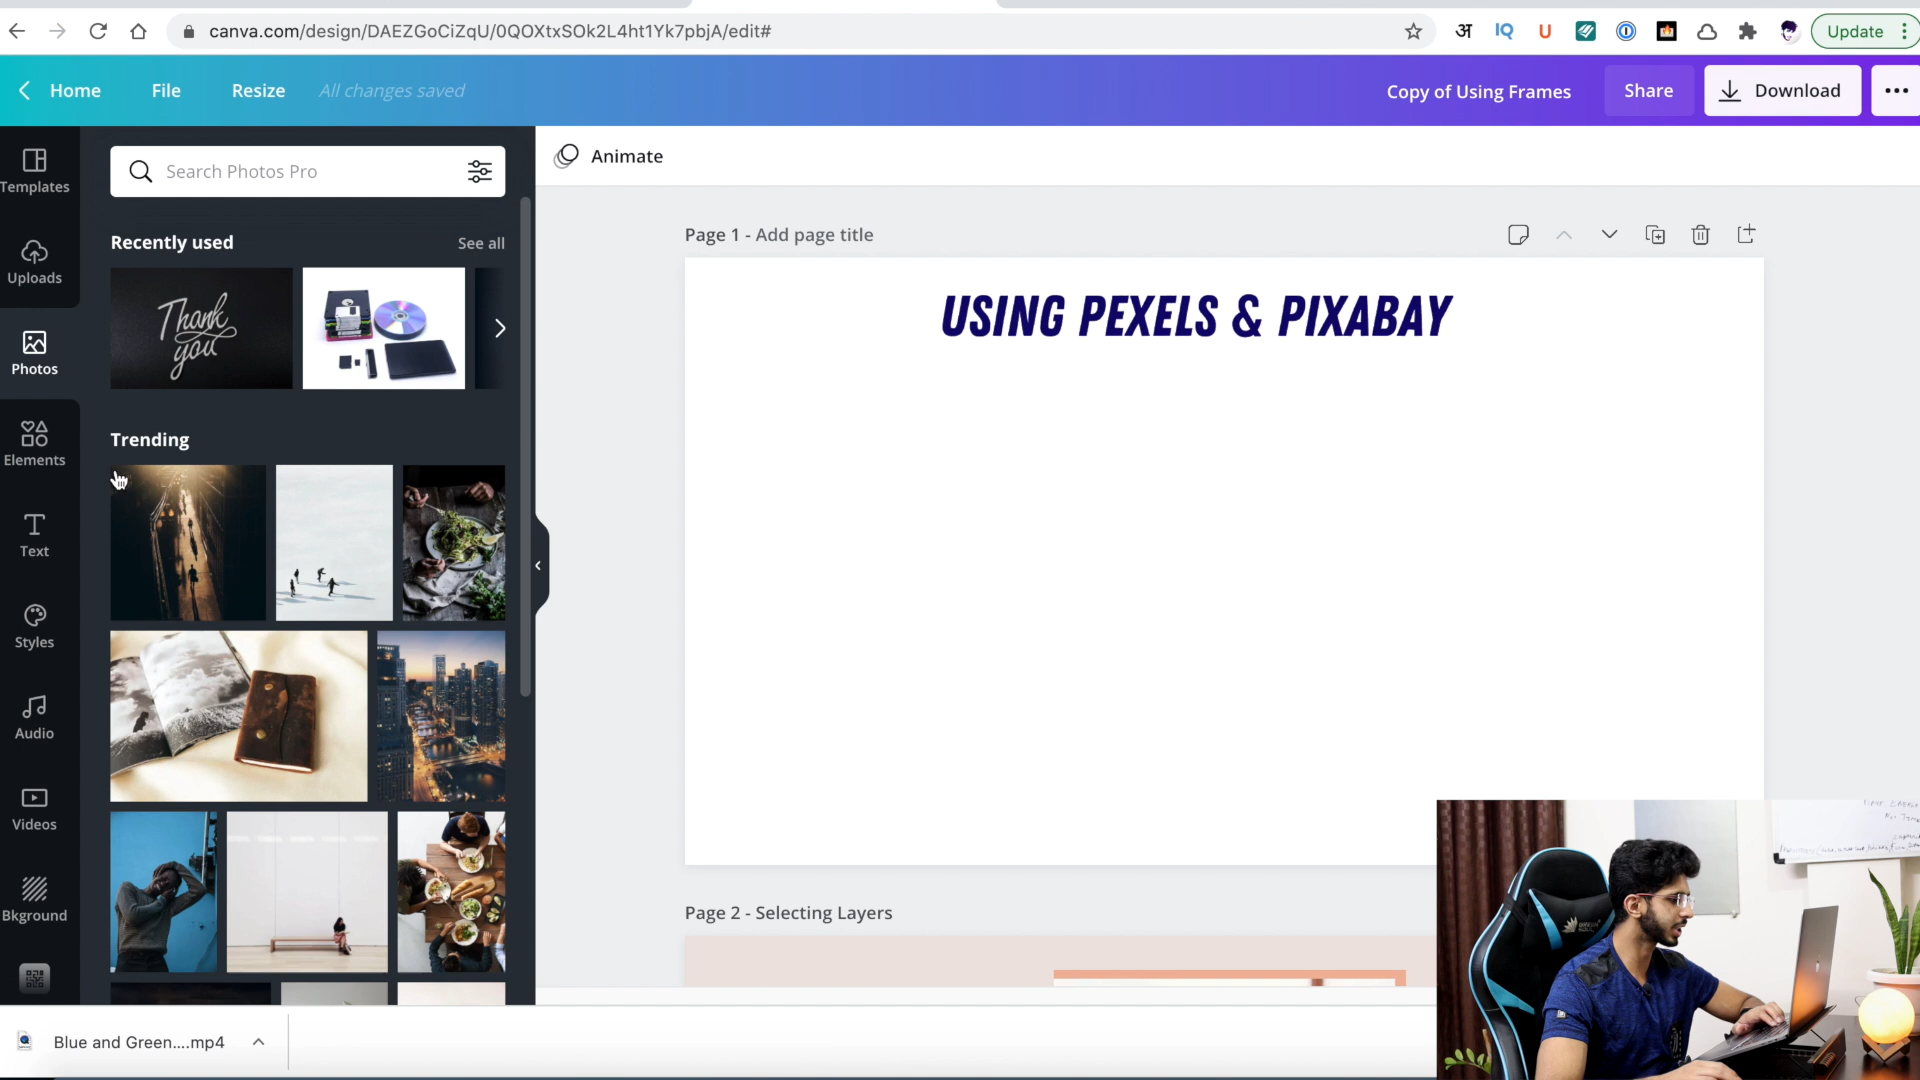 canva.com/design/DAEZGoCiZqU/0QOXtxSOk2L4ht1Yk7pbjA/edit#
अ IQ U Update
Home File Resize All changes saved Copy of Using Frames Share Download
Templates
Uploads
Photos
Elements
Text
Styles
Audio
Videos
Bkground
Search Photos Pro
Recently used See all
Thank
you
Trending
Animate
Page 1 - Add page title
USING PEXELS & PIXABAY
Page 2 - Selecting Layers
Blue and Green....mp4